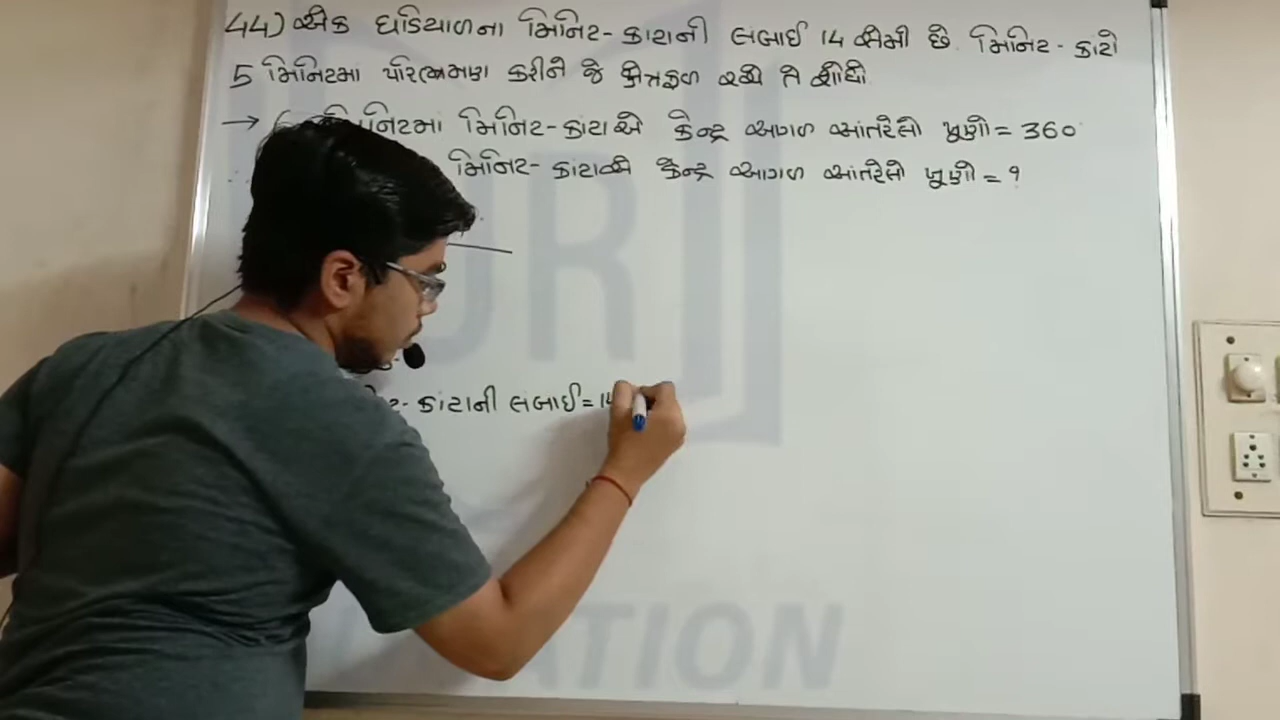 44) એક ઘડિયાળના મિનિટ-કાંટાની લંબાઈ 14 સેમી છે. મિનિટ-કાંટો
5 મિનિટમાં પરિભ્રમણ કરીને જે ક્ષેત્રફળ રચે તે શોધો
→ મિનિટમાં મિનિટ-કાંટાએ કેન્દ્ર આગળ આંતરેલો ખૂણો = 360
મિનિટ-કાંટાએ કેન્દ્ર આગળ આંતરેલો ખૂણો = ?
કાંટાની લંબાઈ = 14